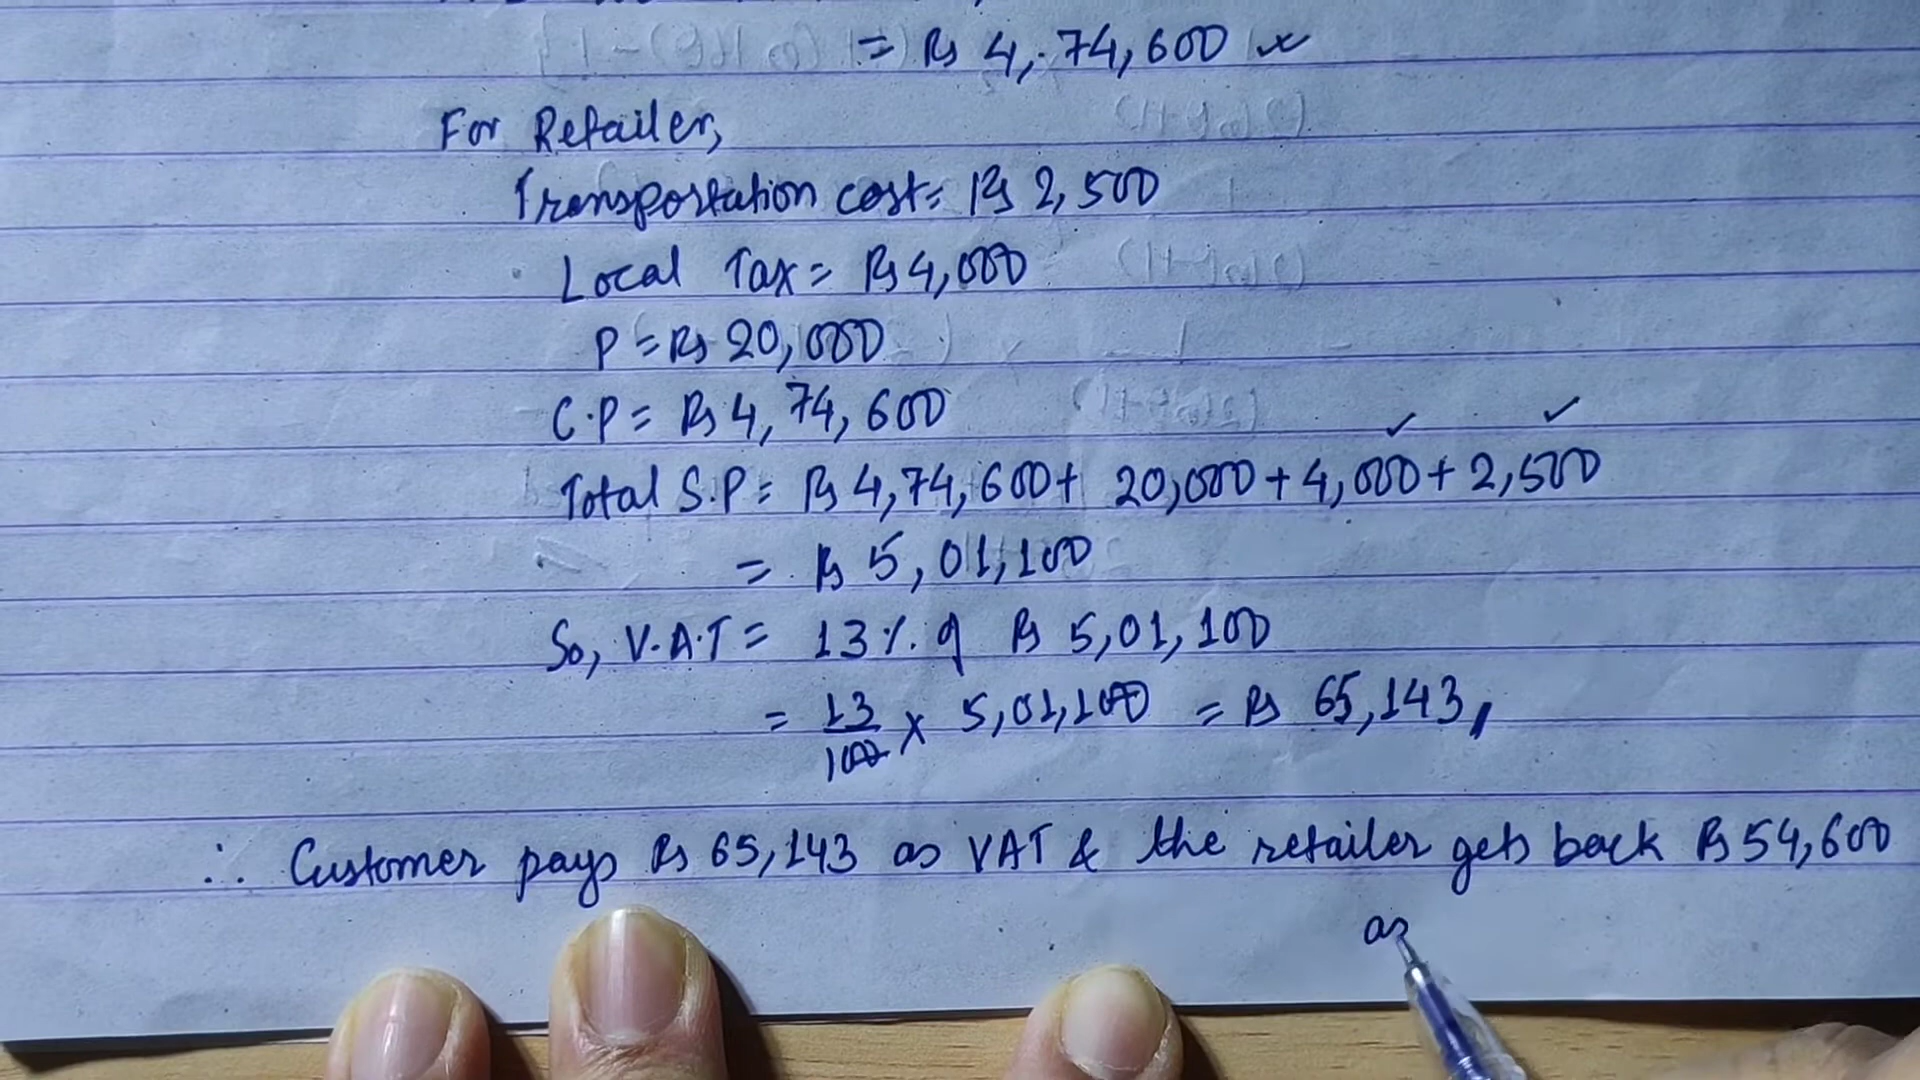 = Rs 4,74,600
For Retailer,
Transportation cost = Rs 2,500
Local Tax = Rs 4,000
P = Rs 20,000
C.P = Rs 4,74,600
Total S.P = Rs 4,74,600 + 20,000 + 4,000 + 2,500
= Rs 5,01,100
So, V.A.T = 13% of Rs 5,01,100
= 13/100 × 5,01,100 = Rs 65,143
∴ Customer pays Rs 65,143 as VAT & the retailer gets back Rs 54,600
as